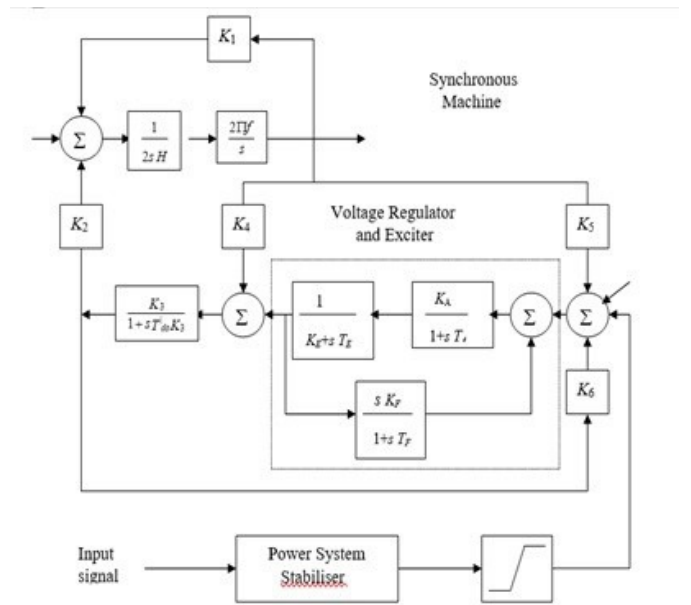 K1
Synchronous
Machine
Σ
1
2s H
2Πf
s
K2
K4
Voltage Regulator
and Exciter
K5
K3
1+sT'doK3
Σ
1
KE+s TE
KA
1+s TA
Σ
Σ
K6
s KF
1+s TF
Input
signal
Power System
Stabiliser